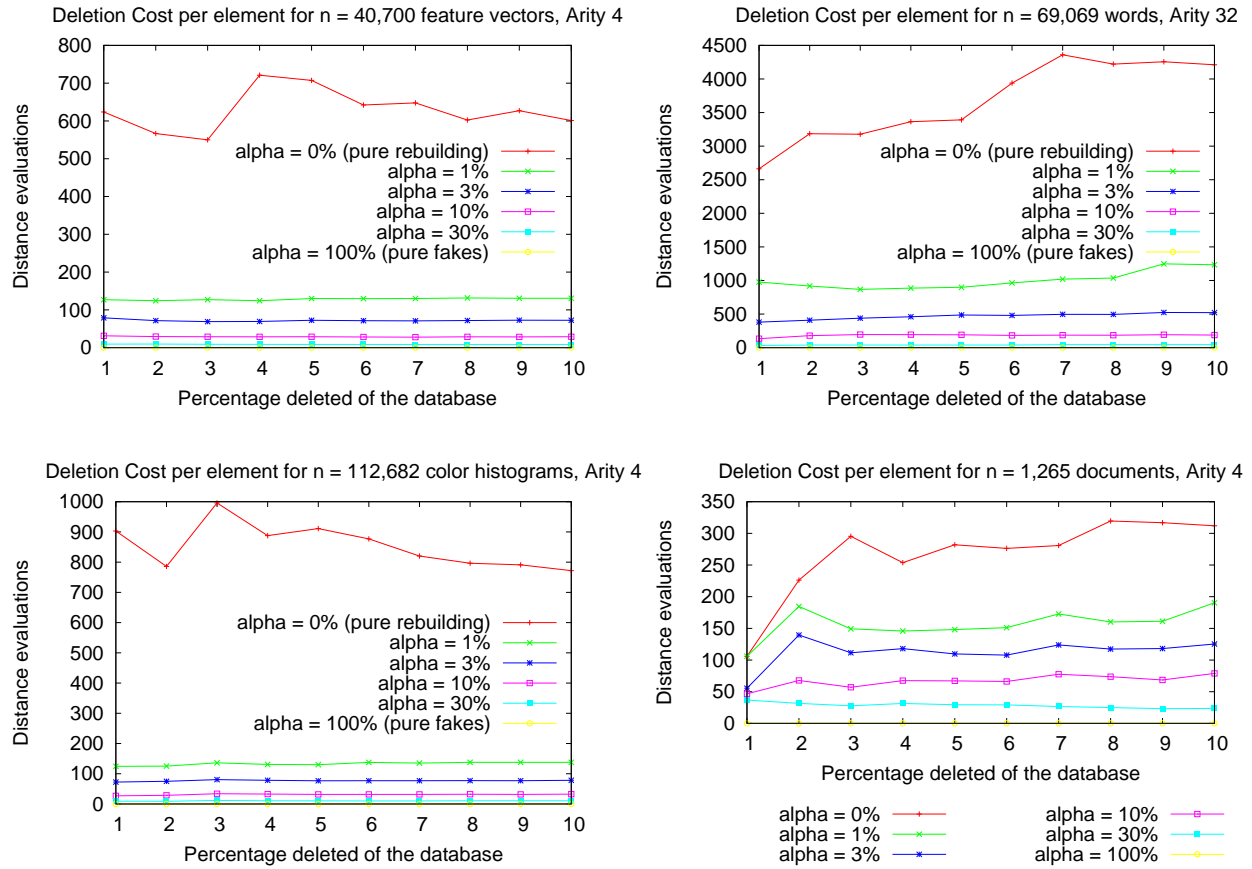 Deletion Cost per element for n = 40,700 feature vectors, Arity 4
800
700
600
500
400
300
200
100
0
Distance evaluations
alpha = 0% (pure rebuilding)
alpha = 1%
alpha = 3%
alpha = 10%
alpha = 30%
alpha = 100% (pure fakes)
1 2 3 4 5 6 7 8 9 10
Percentage deleted of the database
Deletion Cost per element for n = 69,069 words, Arity 32
4500
4000
3500
3000
2500
2000
1500
1000
500
0
Distance evaluations
alpha = 0% (pure rebuilding)
alpha = 1%
alpha = 3%
alpha = 10%
alpha = 30%
alpha = 100% (pure fakes)
1 2 3 4 5 6 7 8 9 10
Percentage deleted of the database
Deletion Cost per element for n = 112,682 color histograms, Arity 4
1000
900
800
700
600
500
400
300
200
100
0
Distance evaluations
alpha = 0% (pure rebuilding)
alpha = 1%
alpha = 3%
alpha = 10%
alpha = 30%
alpha = 100% (pure fakes)
1 2 3 4 5 6 7 8 9 10
Percentage deleted of the database
Deletion Cost per element for n = 1,265 documents, Arity 4
350
300
250
200
150
100
50
0
Distance evaluations
1 2 3 4 5 6 7 8 9 10
Percentage deleted of the database
alpha = 0%
alpha = 1%
alpha = 3%
alpha = 10%
alpha = 30%
alpha = 100%